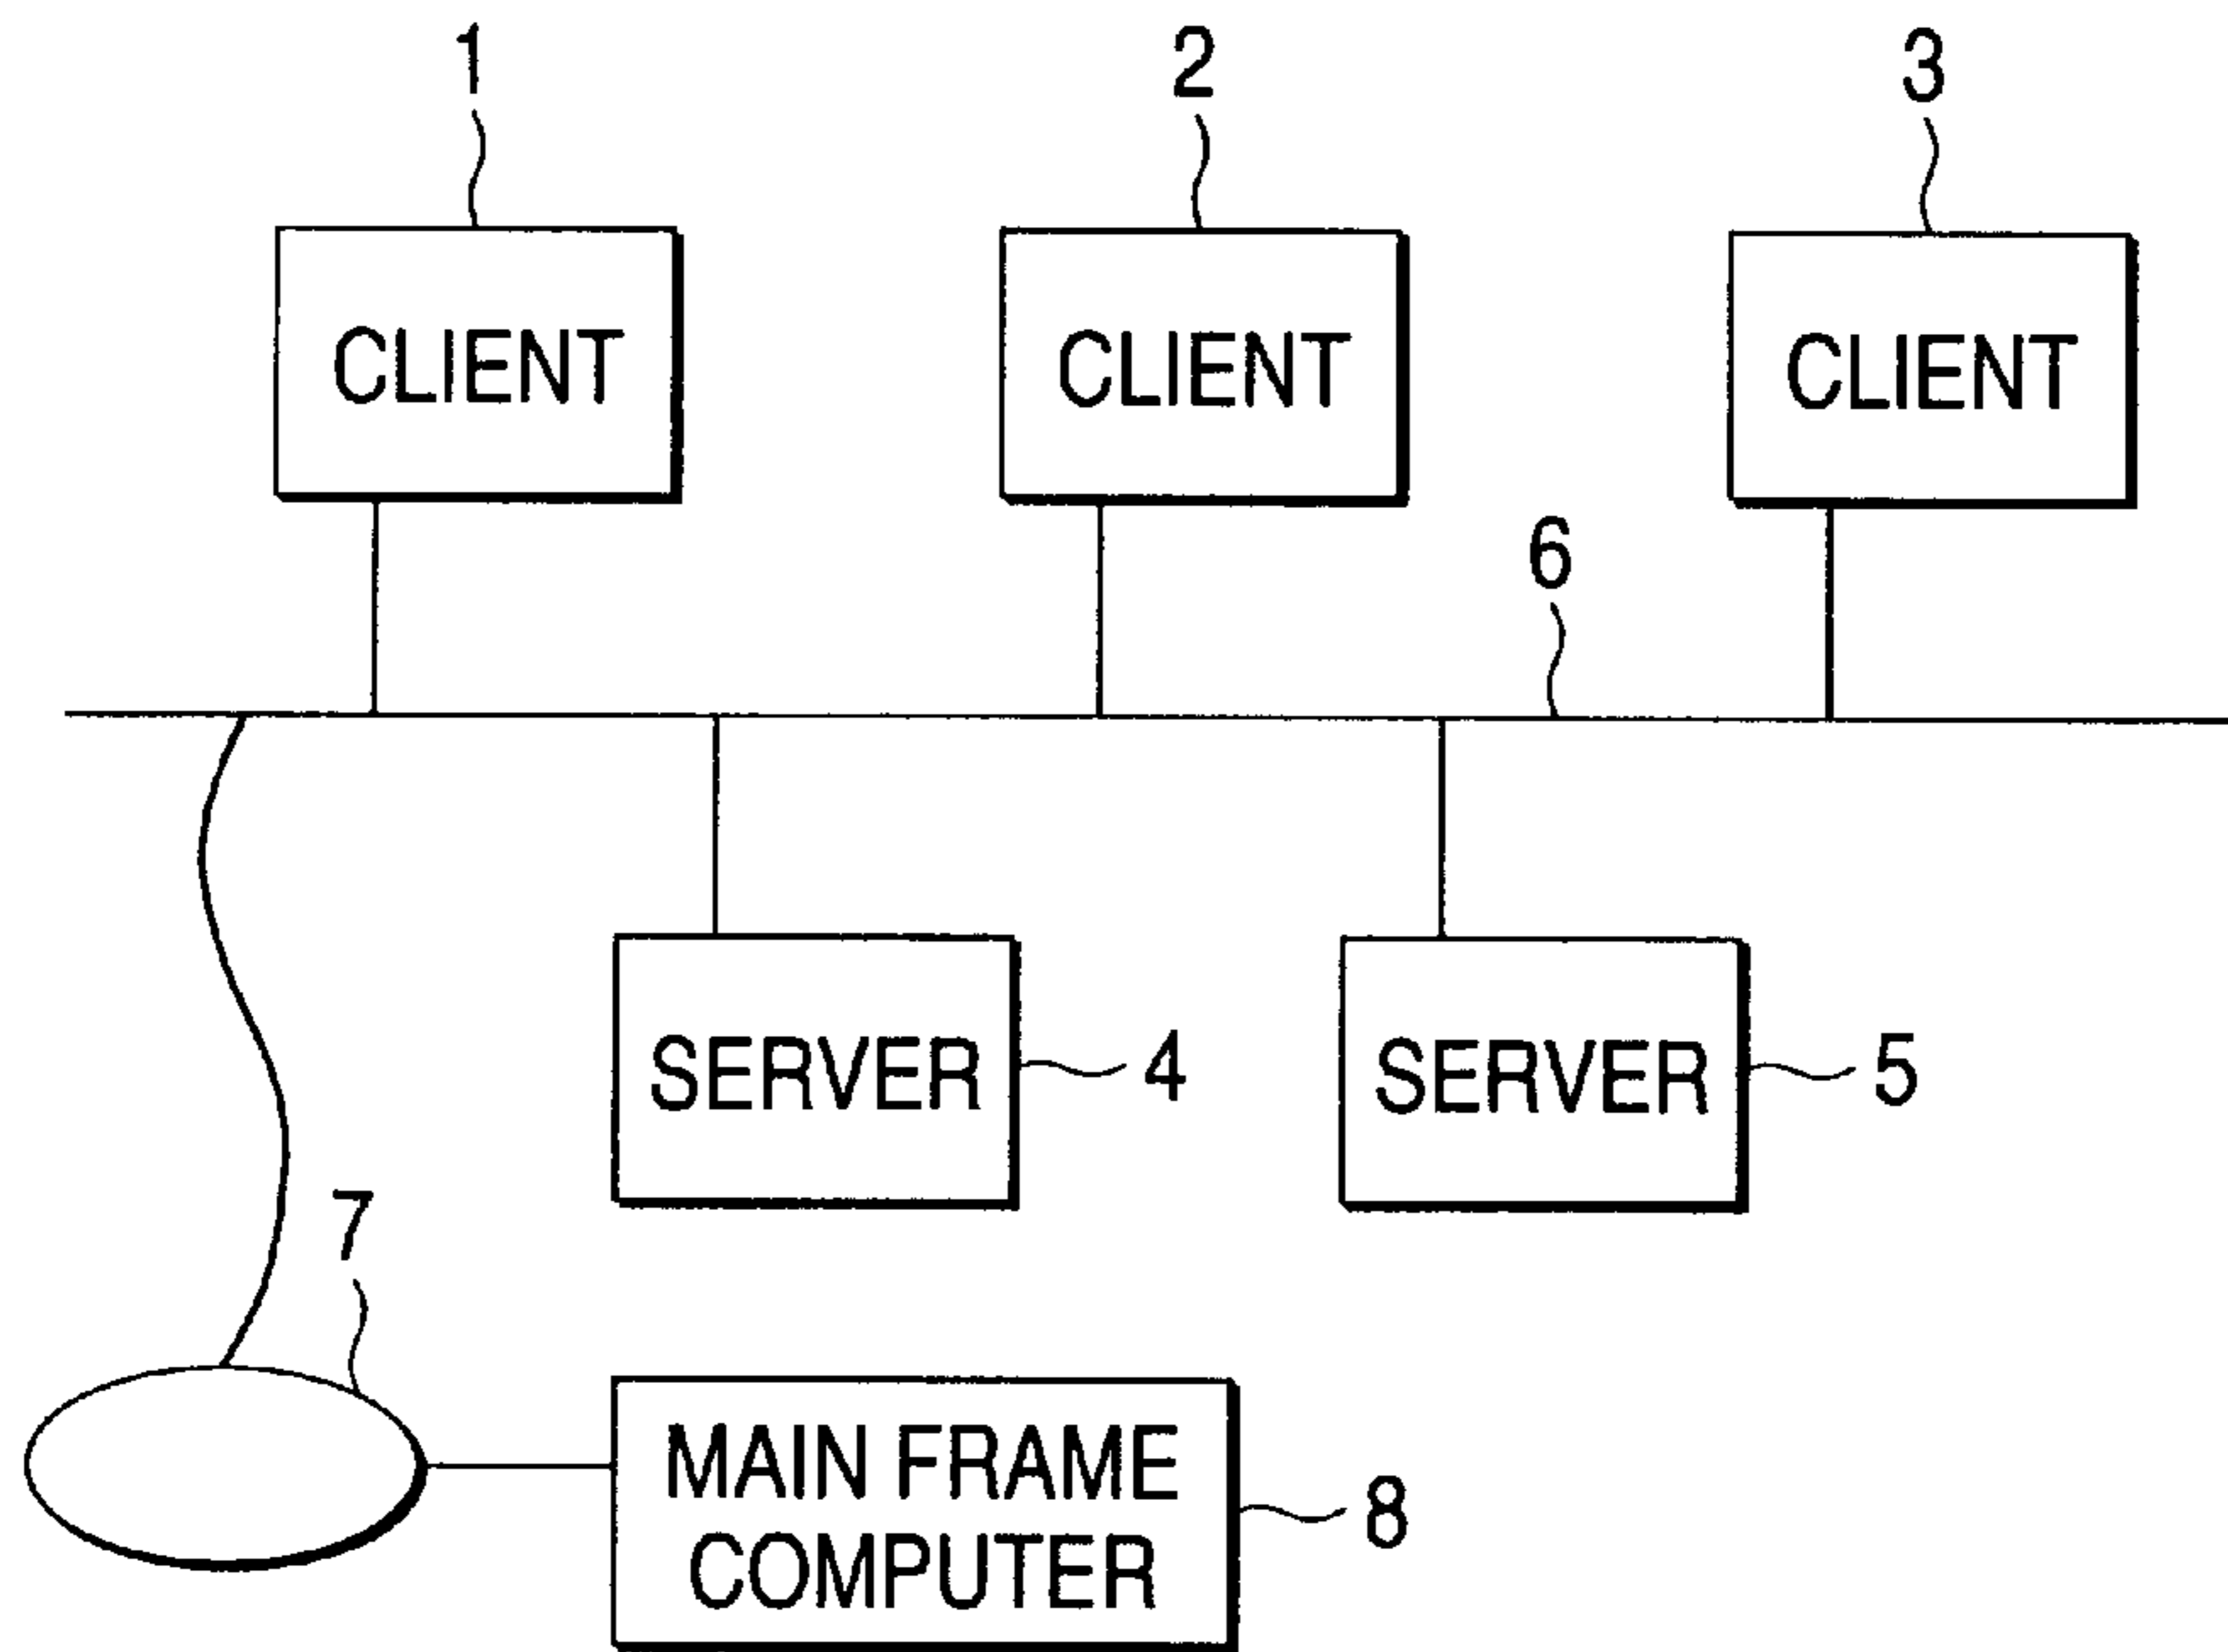 1
2
3
CLIENT
CLIENT
CLIENT
6
SERVER
4
SERVER
5
7
MAIN FRAME
COMPUTER
8